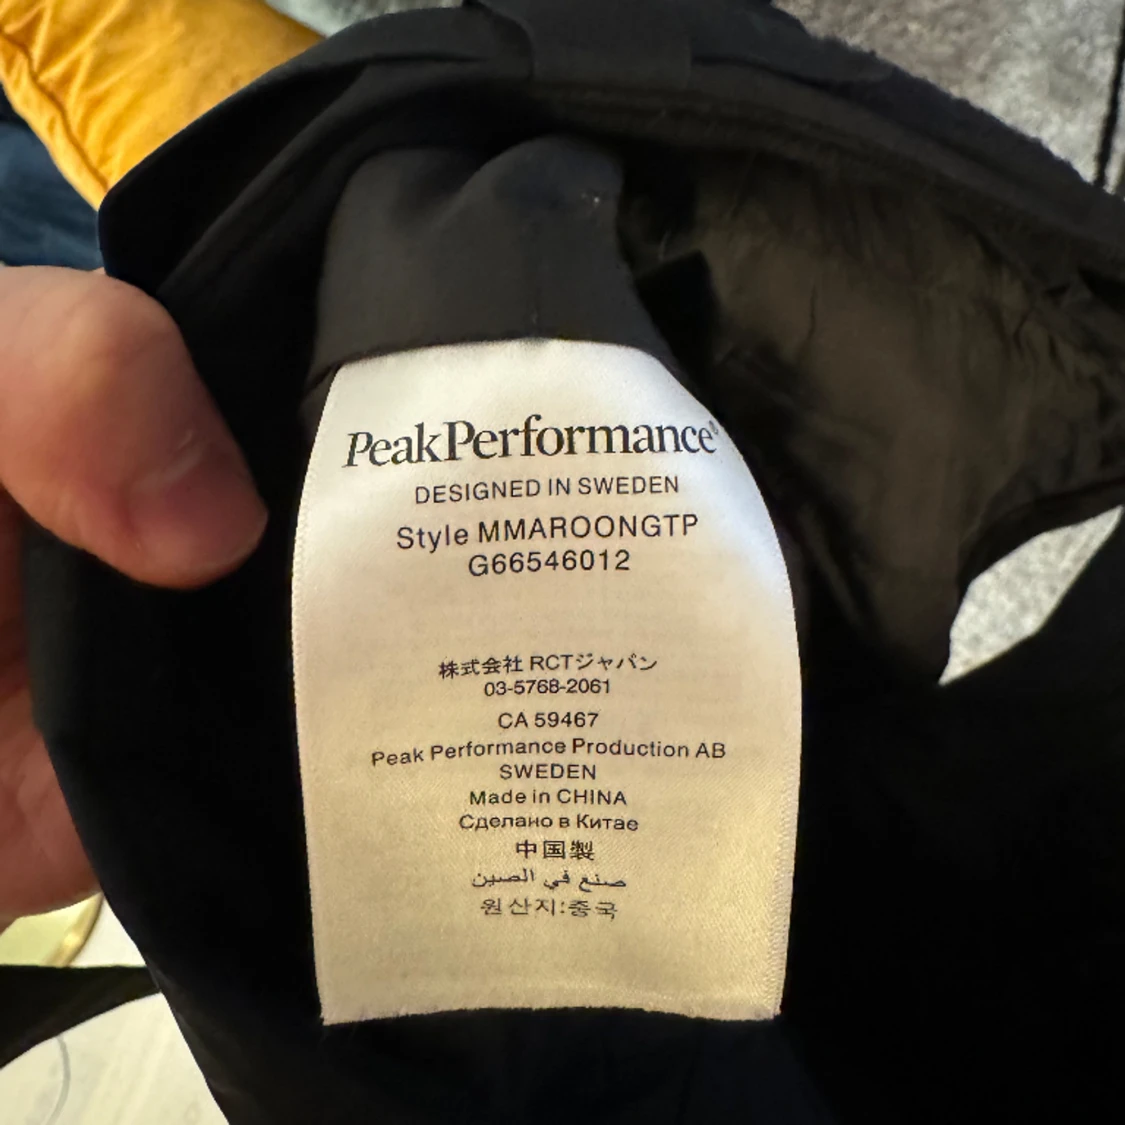 PeakPerformance®
DESIGNED IN SWEDEN
Style MMAROONGTP
G66546012
株式会社 RCTジャパン
03-5768-2061
CA 59467
Peak Performance Production AB
SWEDEN
Made in CHINA
Сделано в Китае
中国製
صنع في الصين
원산지:중국